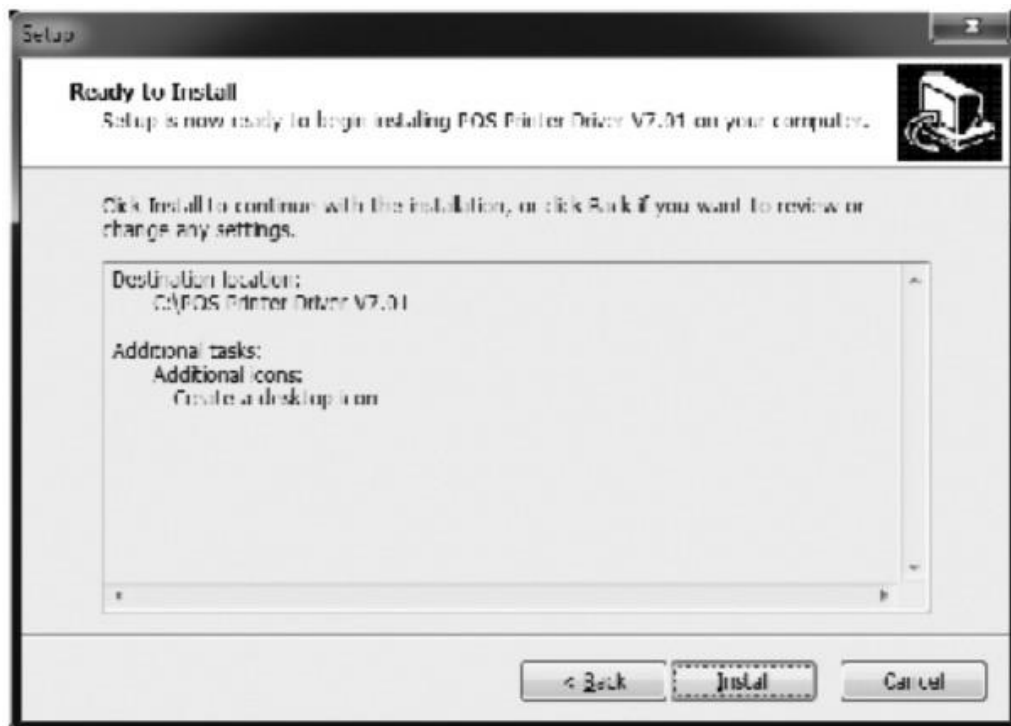 Setup
Ready to Install
Setup is now ready to begin installing POS Printer Driver V7.01 on your computer.
Click Install to continue with the installation, or click Back if you want to review or
change any settings.
Destination location:
C:\POS Printer Driver V7.01
Additional tasks:
Additional icons:
Create a desktop icon
< Back
Install
Cancel